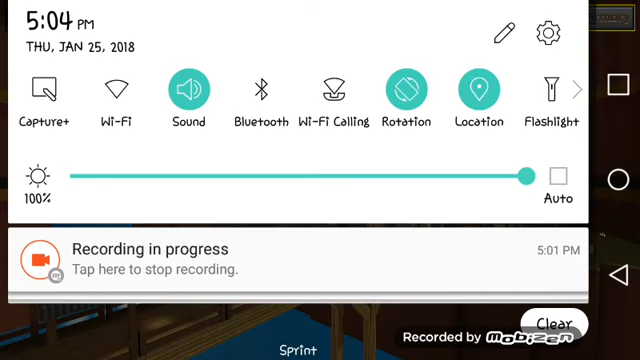 5:04 PM
THU, JAN 25, 2018
Capture+
Wi-Fi
Sound
Bluetooth
Wi-Fi Calling
Rotation
Location
Flashlight
100%
Auto
Recording in progress
5:01 PM
Tap here to stop recording.
Clear
Recorded by Mobizen
Sprint